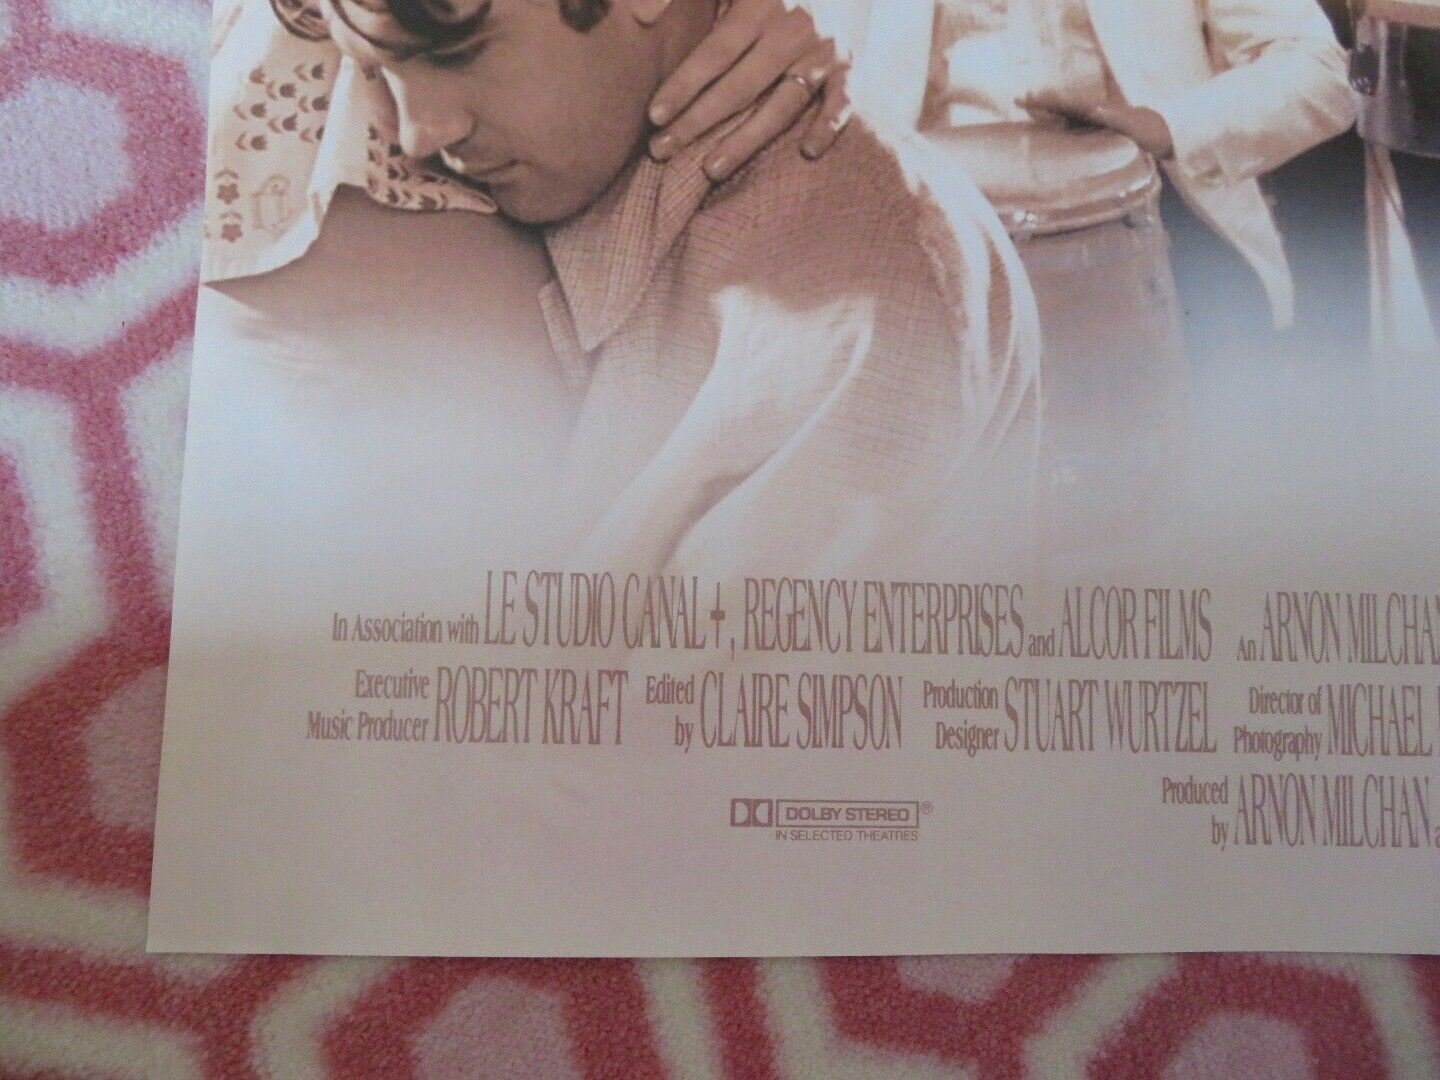 In Association with LE STUDIO CANAL+, REGENCY ENTERPRISES and ALCOR FILMS An ARNON MILCHAN
Executive Music Producer ROBERT KRAFT Edited by CLAIRE SIMPSON Production Designer STUART WURTZEL Director of Photography MICHAEL
Produced by ARNON MILCHAN
DOLBY STEREO ®
IN SELECTED THEATRES